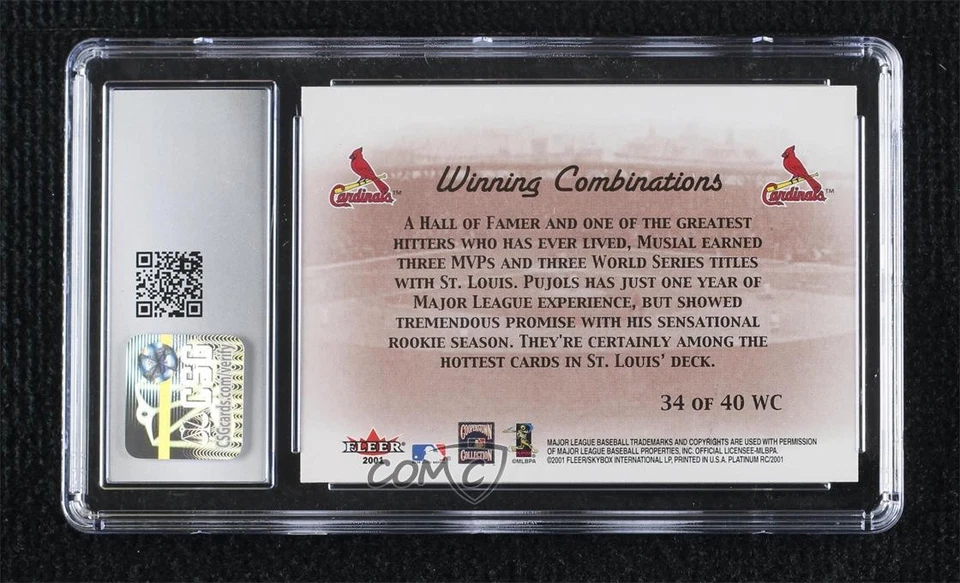 Cardinals™
Winning Combinations
Cardinals™
A HALL OF FAMER AND ONE OF THE GREATEST
HITTERS WHO HAS EVER LIVED, MUSIAL EARNED
THREE MVPS AND THREE WORLD SERIES TITLES
WITH ST. LOUIS. PUJOLS HAS JUST ONE YEAR OF
MAJOR LEAGUE EXPERIENCE, BUT SHOWED
TREMENDOUS PROMISE WITH HIS SENSATIONAL
ROOKIE SEASON. THEY'RE CERTAINLY AMONG THE
HOTTEST CARDS IN ST. LOUIS' DECK.
34 OF 40 WC
FLEER
2001
COOPERSTOWN
COLLECTION
©MLBPA
MAJOR LEAGUE BASEBALL TRADEMARKS AND COPYRIGHTS ARE USED WITH PERMISSION
OF MAJOR LEAGUE BASEBALL PROPERTIES, INC. OFFICIAL LICENSEE-MLBPA.
©2001 FLEER/SKYBOX INTERNATIONAL LP, PRINTED IN U.S.A. PLATINUM RC/2001
COMC
CSG
CSGcards.com/verify